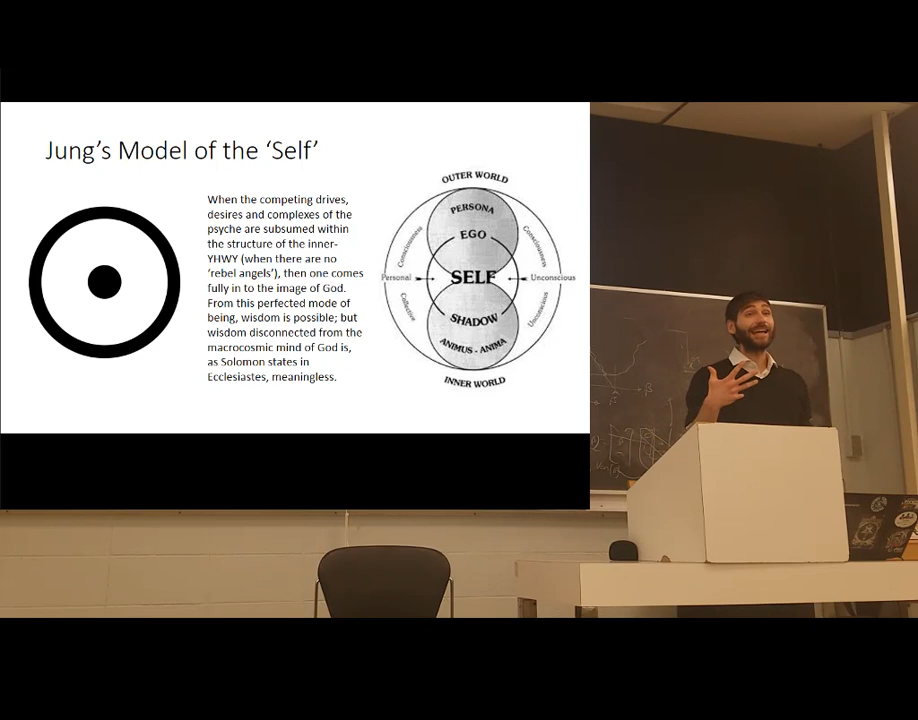 Jung's Model of the 'Self'
When the competing drives,
desires and complexes of the
psyche are subsumed within
the structure of the inner-
YHWY (when there are no
'rebel angels'), then one comes
fully in to the image of God.
From this perfected mode of
being, wisdom is possible; but
wisdom disconnected from the
macrocosmic mind of God is,
as Solomon states in
Ecclesiastes, meaningless.
OUTER WORLD
PERSONA
Consciousness
Consciousness
EGO
Personal
SELF
Unconscious
Collective
Unconscious
SHADOW
ANIMUS - ANIMA
INNER WORLD
β